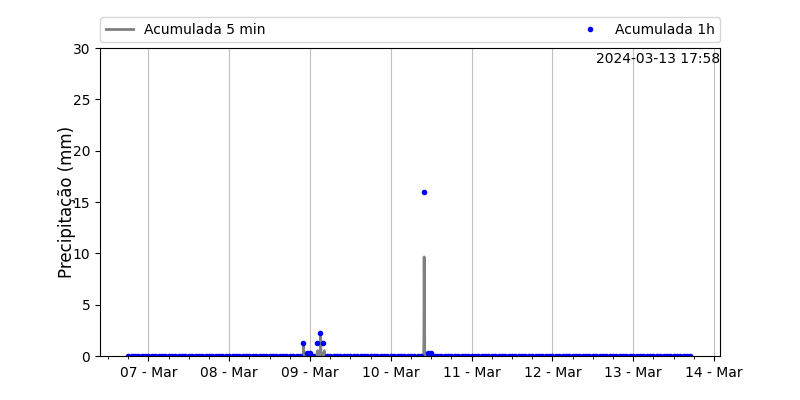 Acumulada 5 min
Acumulada 1h
2024-03-13 17:58
Precipitação (mm)
30
25
20
15
10
5
0
07 - Mar
08 - Mar
09 - Mar
10 - Mar
11 - Mar
12 - Mar
13 - Mar
14 - Mar